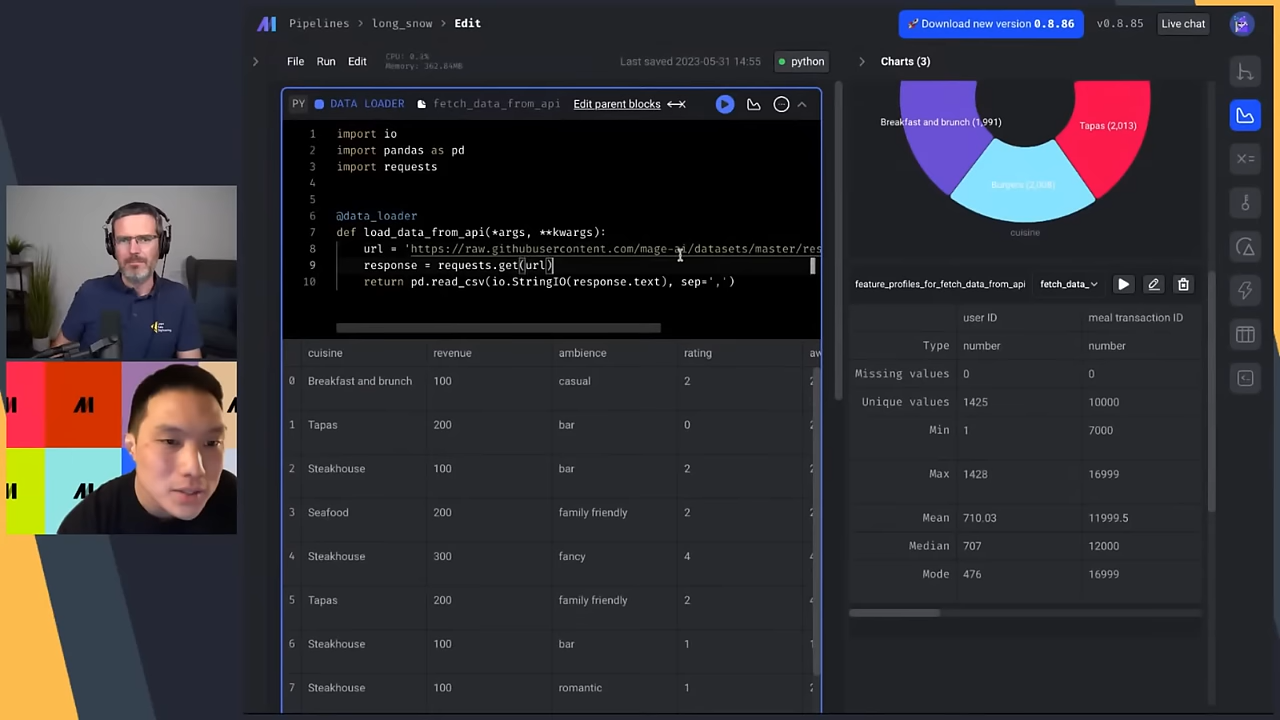 Pipelines > long_snow > Edit
Download new version 0.8.86
v0.8.85
Live chat
File Run Edit
CPU: 0.3%
Memory: 362.84MB
Last saved 2023-05-31 14:55
python
Charts (3)
PY DATA LOADER fetch_data_from_api Edit parent blocks
1 import io
2 import pandas as pd
3 import requests
4
5
6 @data_loader
7 def load_data_from_api(*args, **kwargs):
8 url = 'https://raw.githubusercontent.com/mage-ai/datasets/master/res
9 response = requests.get(url)
10 return pd.read_csv(io.StringIO(response.text), sep=',')
cuisine revenue ambience rating
0 Breakfast and brunch 100 casual 2
1 Tapas 200 bar 0
2 Steakhouse 100 bar 2
3 Seafood 200 family friendly 2
4 Steakhouse 300 fancy 4
5 Tapas 200 family friendly 2
6 Steakhouse 100 bar 1
7 Steakhouse 100 romantic 1
Breakfast and brunch (1,991)
Tapas (2,013)
Burgers
cuisine
feature_profiles_for_fetch_data_from_api fetch_data_
user ID meal transaction ID
Type number number
Missing values 0 0
Unique values 1425 10000
Min 1 7000
Max 1428 16999
Mean 710.03 11999.5
Median 707 12000
Mode 476 16999